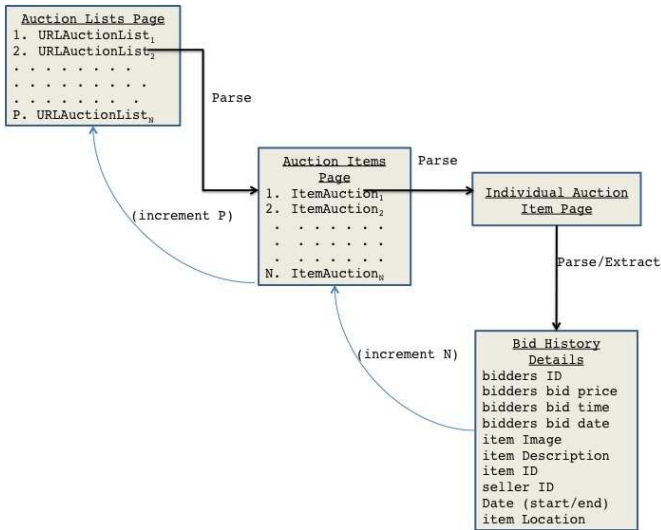 Auction Lists Page
1. URLAuctionList₁
2. URLAuctionList₂
. . . . . . . .
. . . . . . . . .
. . . . . . . .
P. URLAuctionListₙ
Parse
Auction Items
Page
1. ItemAuction₁
2. ItemAuction₂
. . . . . . .
. . . . . . .
. . . . . . .
N. ItemAuctionₙ
Parse
Individual Auction
Item Page
(increment P)
Parse/Extract
(increment N)
Bid History
Details
bidders ID
bidders bid price
bidders bid time
bidders bid date
item Image
item Description
item ID
seller ID
Date (start/end)
item Location